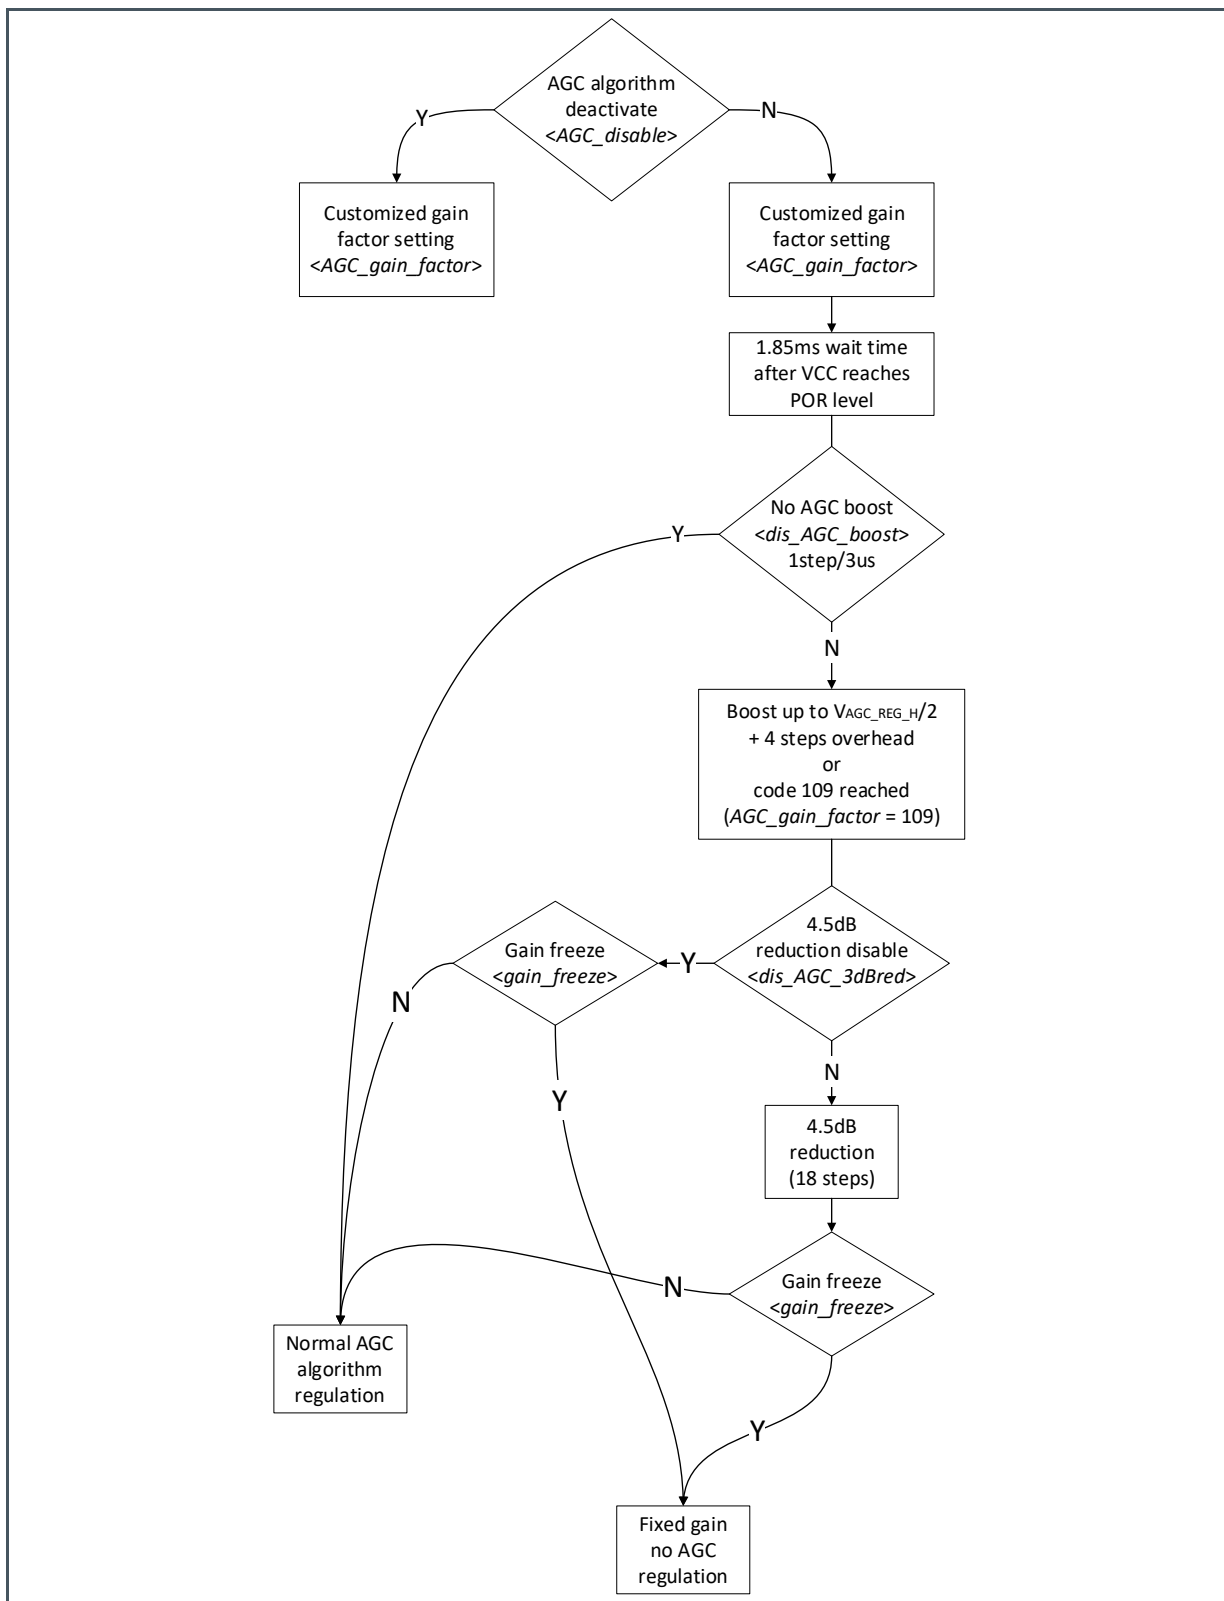 AGC algorithm
deactivate
<AGC_disable>
Y
N
Customized gain
factor setting
<AGC_gain_factor>
Customized gain
factor setting
<AGC_gain_factor>
1.85ms wait time
after VCC reaches
POR level
No AGC boost
<dis_AGC_boost>
1step/3us
Y
N
Boost up to VAGC_REG_H/2
+ 4 steps overhead
or
code 109 reached
(AGC_gain_factor = 109)
4.5dB
reduction disable
<dis_AGC_3dBred>
Y
Gain freeze
<gain_freeze>
N
Y
N
4.5dB
reduction
(18 steps)
Gain freeze
<gain_freeze>
N
Normal AGC
algorithm
regulation
Y
Fixed gain
no AGC
regulation